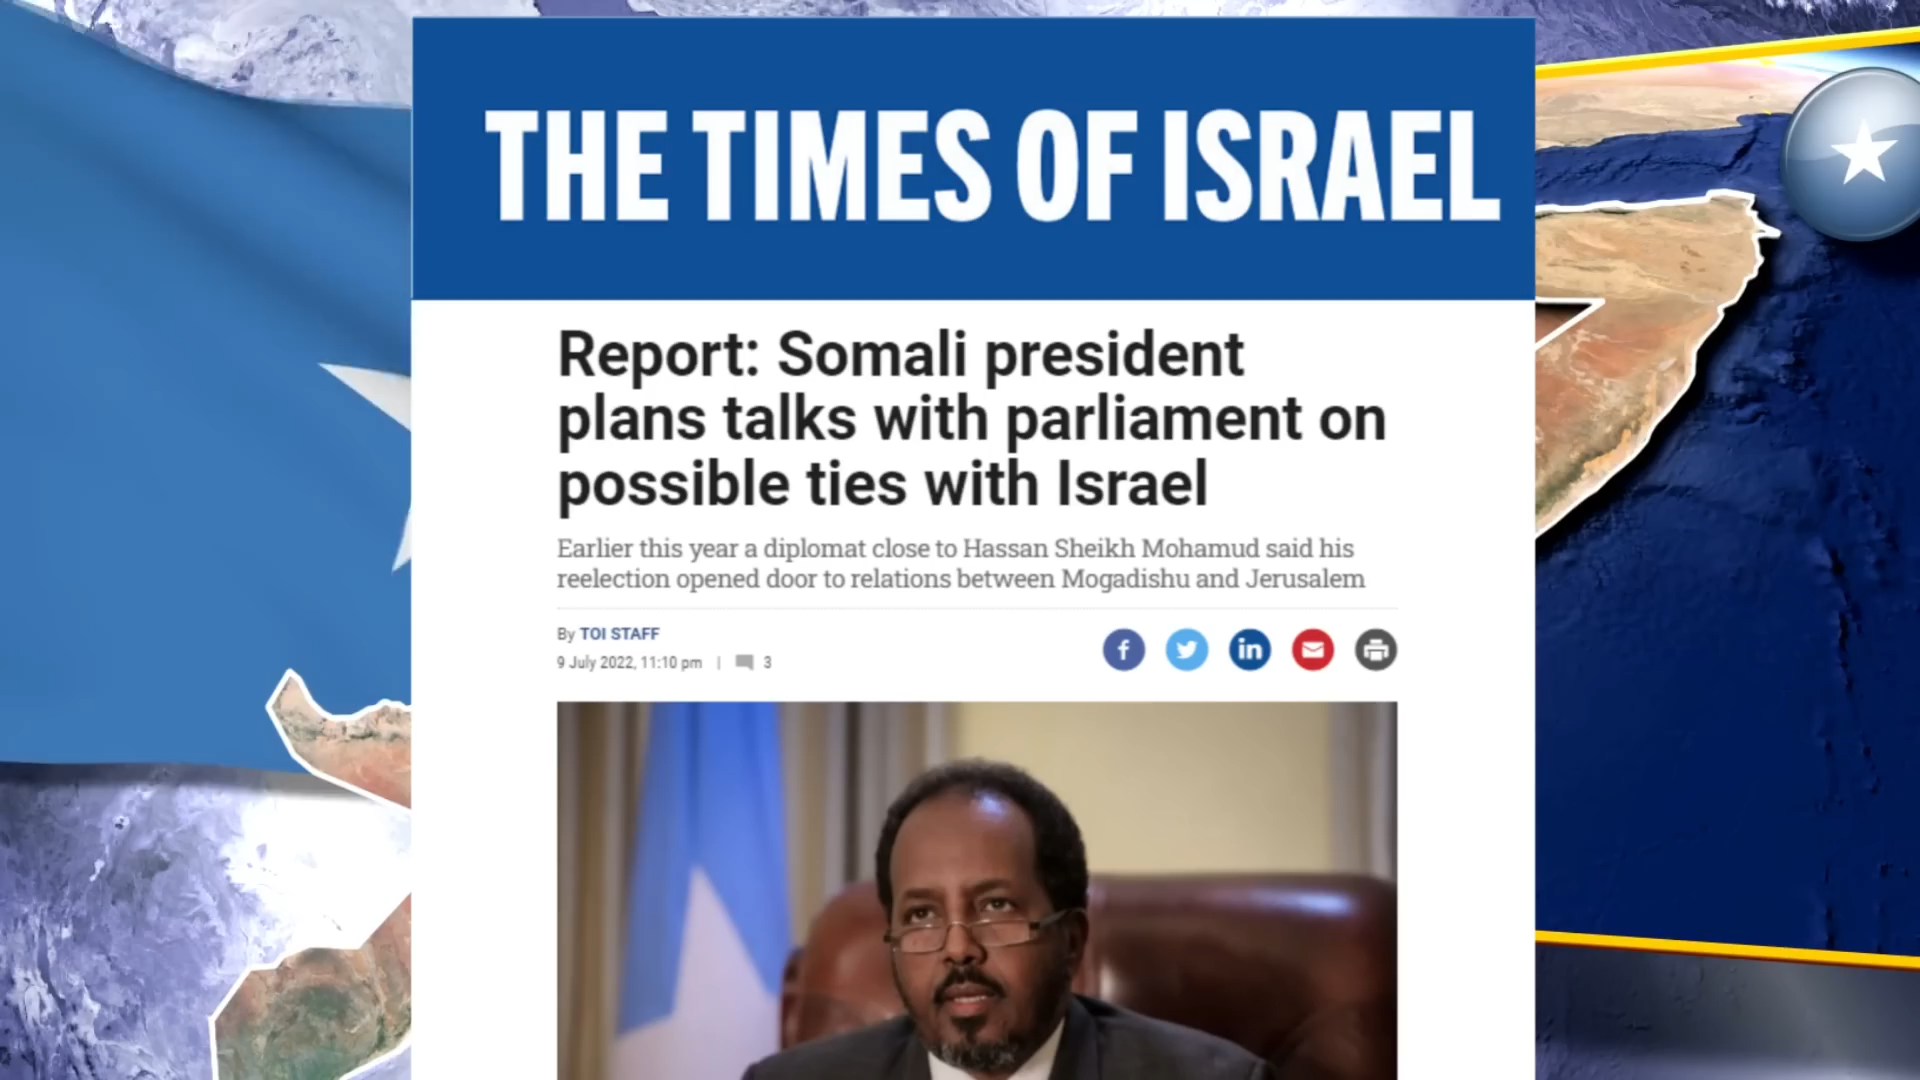 THE TIMES OF ISRAEL
Report: Somali president
plans talks with parliament on
possible ties with Israel
Earlier this year a diplomat close to Hassan Sheikh Mohamud said his
reelection opened door to relations between Mogadishu and Jerusalem
By TOI STAFF
9 July 2022, 11:10 pm | 3
f in